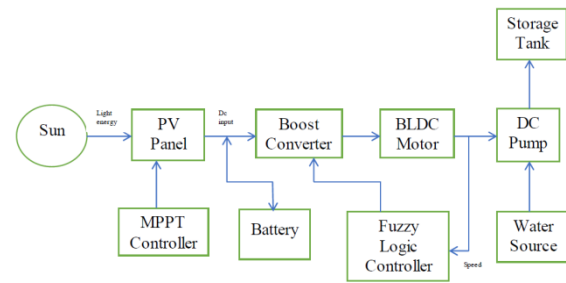 Storage
Tank
Sun
Light
energy
PV
Panel
Dc
input
Boost
Converter
BLDC
Motor
DC
Pump
MPPT
Controller
Battery
Fuzzy
Logic
Controller
Speed
Water
Source